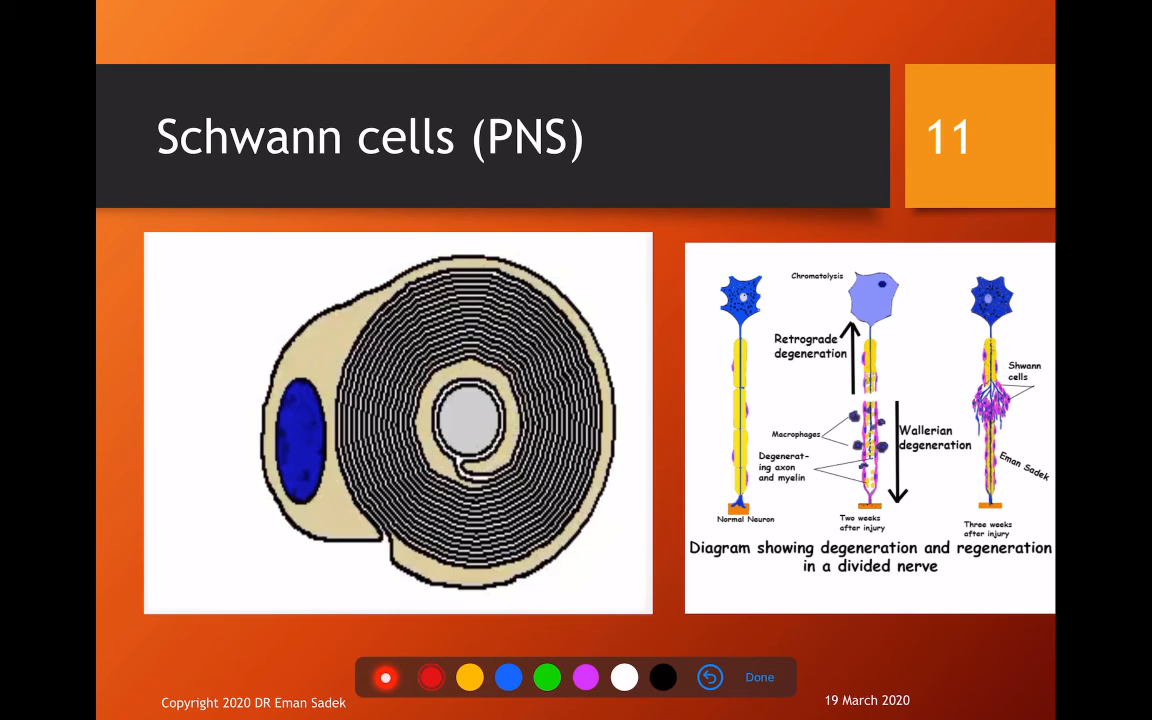 Schwann cells (PNS)
11
Chromatolysis
Retrograde
degeneration
Shwann
cells
Macrophages
Wallerian
degeneration
Degenerat-
ing axon
and myelin
Eman Sadek
Normal Neuron
Two weeks
after injury
Three weeks
after injury
Diagram showing degeneration and regeneration
in a divided nerve
Done
Copyright 2020 DR Eman Sadek
19 March 2020